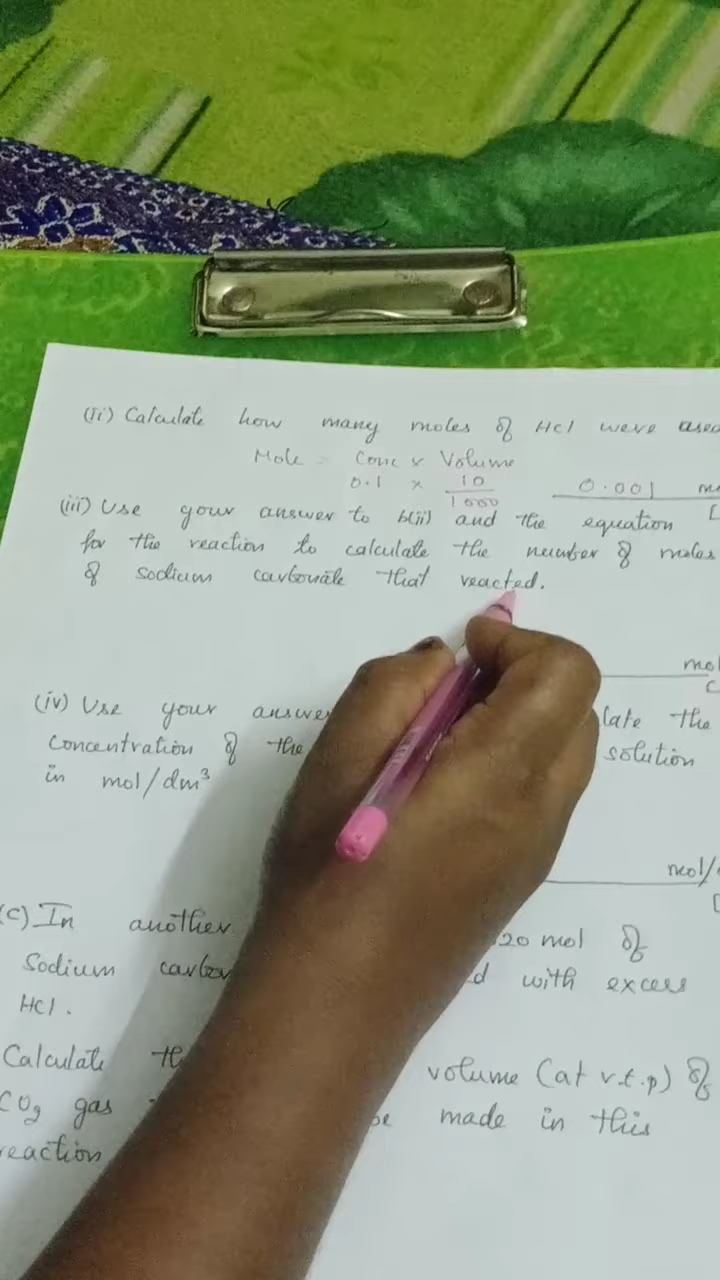 (ii) Calculate how many moles of HCl were used
Mole = Conc x Volume
0.1 x 10/1000 0.001 m
(iii) Use your answer to b(ii) and the equation
for the reaction to calculate the number of moles
of sodium carbonate that reacted.
mol
(iv) Use your answer late the
Concentration of the solution
in mol/dm³
mol/
(C) In another 20 mol of
Sodium with excess
HCl.
Calculate volume (at r.t.p) of
CO2 gas made in this
reaction